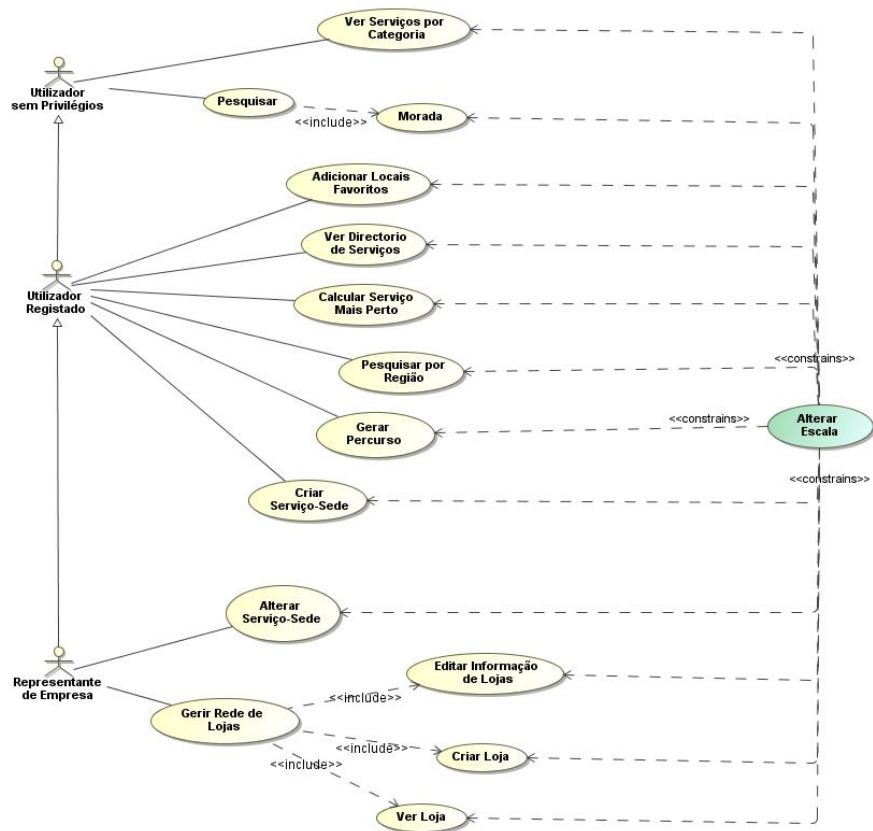 Ver Serviços por
Categoria
Utilizador
sem Privilégios
Pesquisar
<<include>>
Morada
Adicionar Locais
Favoritos
Ver Directorio
de Serviços
Utilizador
Registado
Calcular Serviço
Mais Perto
Pesquisar por
Região
<<constrains>>
Gerar
Percurso
<<constrains>>
Alterar
Escala
<<constrains>>
Criar
Serviço-Sede
Alterar
Serviço-Sede
Representante
de Empresa
Editar Informação
de Lojas
<<include>>
Gerir Rede de
Lojas
<<include>>
Criar Loja
<<include>>
Ver Loja